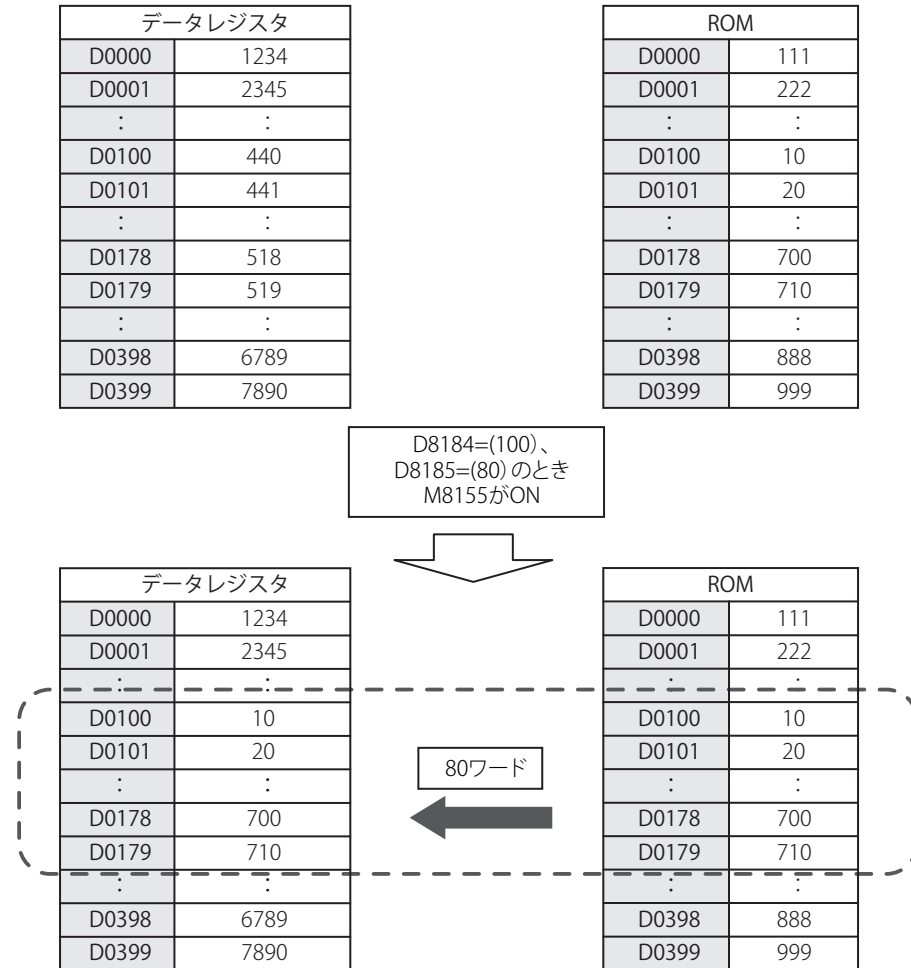 データレジスタ
D0000 1234
D0001 2345
: :
D0100 440
D0101 441
: :
D0178 518
D0179 519
: :
D0398 6789
D0399 7890
ROM
D0000 111
D0001 222
: :
D0100 10
D0101 20
: :
D0178 700
D0179 710
: :
D0398 888
D0399 999
D8184=(100)、
D8185=(80)のとき
M8155がON
データレジスタ
D0000 1234
D0001 2345
: :
D0100 10
D0101 20
: :
D0178 700
D0179 710
: :
D0398 6789
D0399 7890
80ワード
ROM
D0000 111
D0001 222
: :
D0100 10
D0101 20
: :
D0178 700
D0179 710
: :
D0398 888
D0399 999